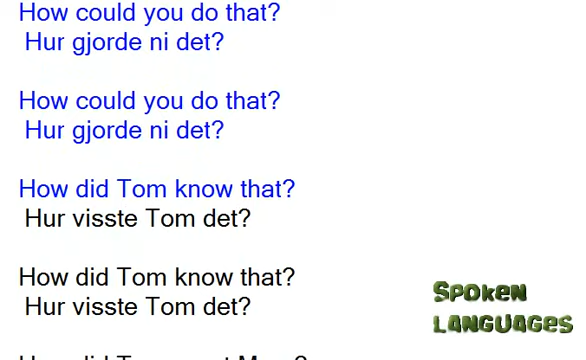 How could you do that?
Hur gjorde ni det?
How could you do that?
Hur gjorde ni det?
How did Tom know that?
Hur visste Tom det?
How did Tom know that?
Hur visste Tom det?
Spoken
Languages